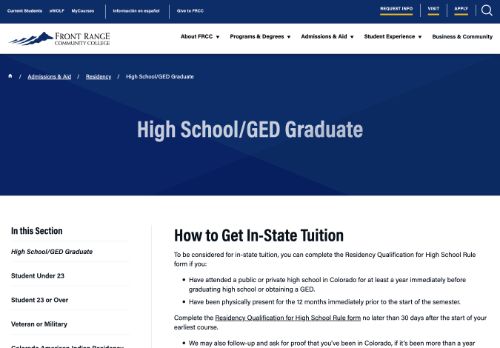 Current Students eWOLF MyCourses Información en español Give to FRCC REQUEST INFO VISIT APPLY
FRONT RANGE
COMMUNITY COLLEGE
About FRCC ▼ Programs & Degrees ▼ Admissions & Aid ▼ Student Experience ▼ Business & Community
/ Admissions & Aid / Residency / High School/GED Graduate
High School/GED Graduate
In this Section
High School/GED Graduate
Student Under 23
Student 23 or Over
Veteran or Military
Colorado American Indian Residency
How to Get In-State Tuition
To be considered for in-state tuition, you can complete the Residency Qualification for High School Rule
form if you:
• Have attended a public or private high school in Colorado for at least a year immediately before
graduating high school or obtaining a GED.
• Have been physically present for the 12 months immediately prior to the start of the semester.
Complete the Residency Qualification for High School Rule form no later than 30 days after the start of your
earliest course.
• We may also follow-up and ask for proof that you've been in Colorado, if it's been more than a year